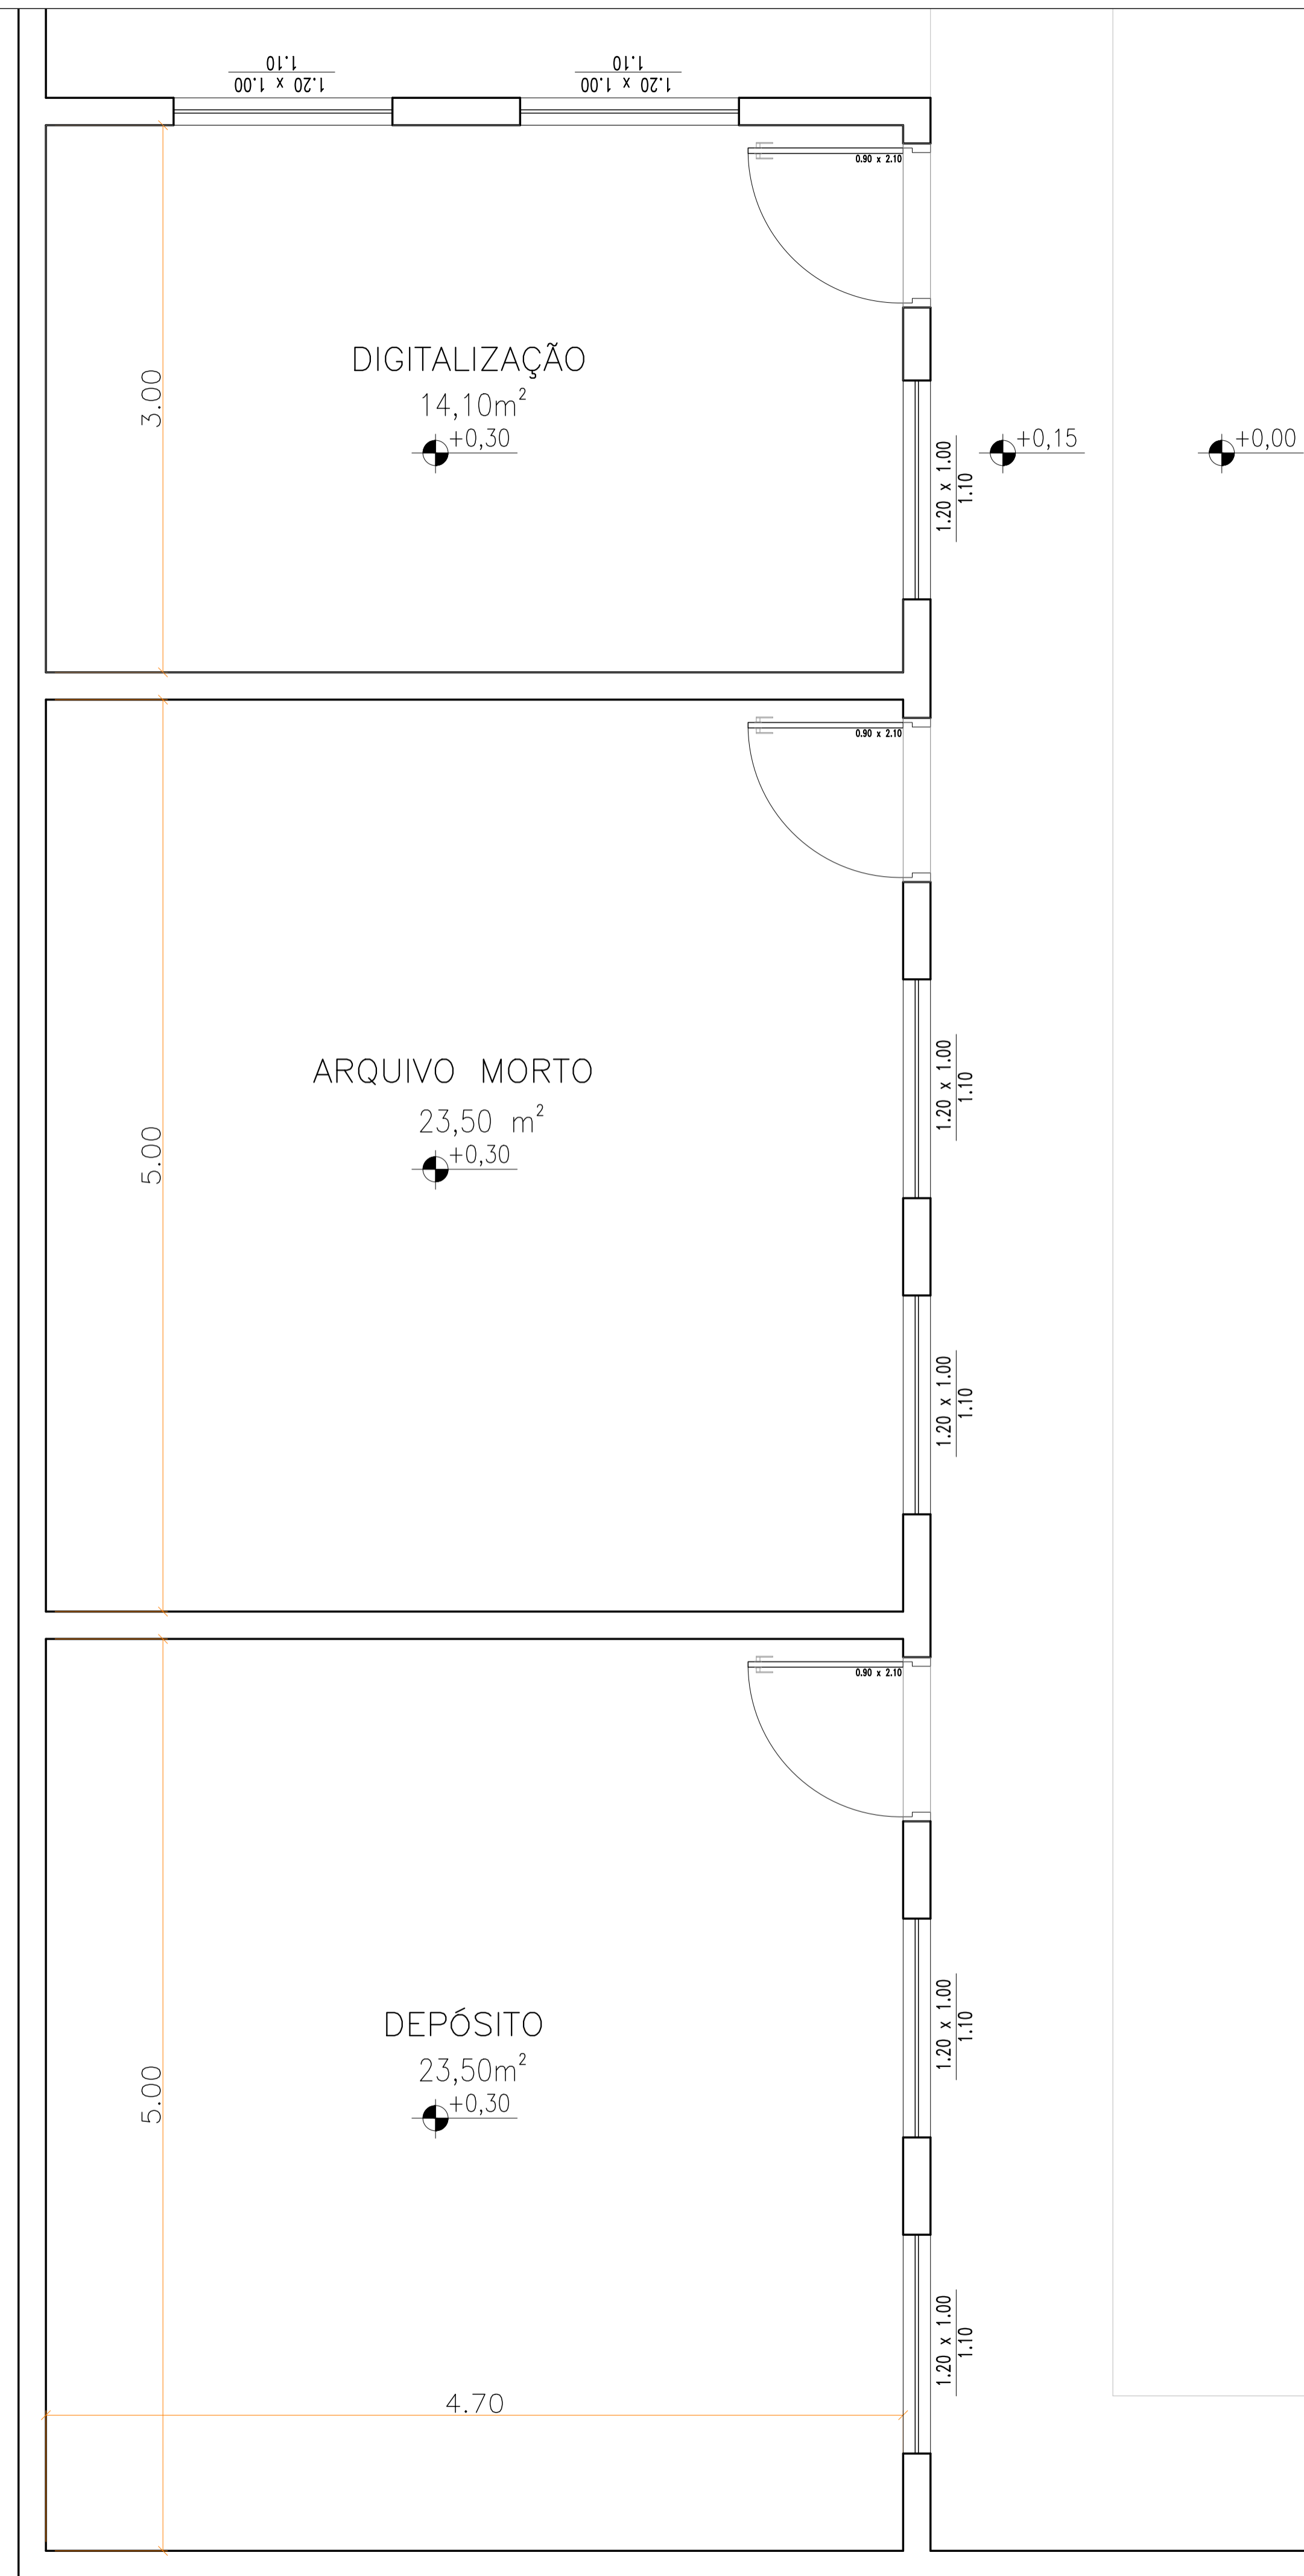 1.20 x 1.00
1.10
1.20 x 1.00
1.10
0.90 x 2.10
3.00
DIGITALIZAÇÃO
14,10m²
+0,30
1.20 x 1.00
1.10
+0,15
+0,00
0.90 x 2.10
5.00
ARQUIVO MORTO
23,50 m²
+0,30
1.20 x 1.00
1.10
1.20 x 1.00
1.10
0.90 x 2.10
5.00
DEPÓSITO
23,50m²
+0,30
1.20 x 1.00
1.10
1.20 x 1.00
1.10
4.70